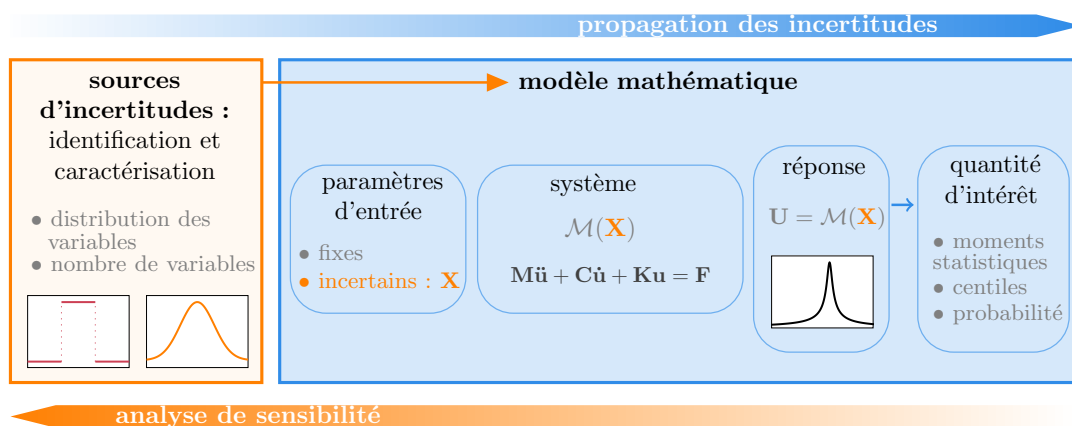 propagation des incertitudes
sources
d'incertitudes :
identification et
caractérisation
• distribution des
variables
• nombre de variables
modèle mathématique
paramètres
d'entrée
• fixes
• incertains : X
système
M(X)
Mü + Cu̇ + Ku = F
réponse
U = M(X)
quantité
d'intérêt
• moments
statistiques
• centiles
• probabilité
analyse de sensibilité